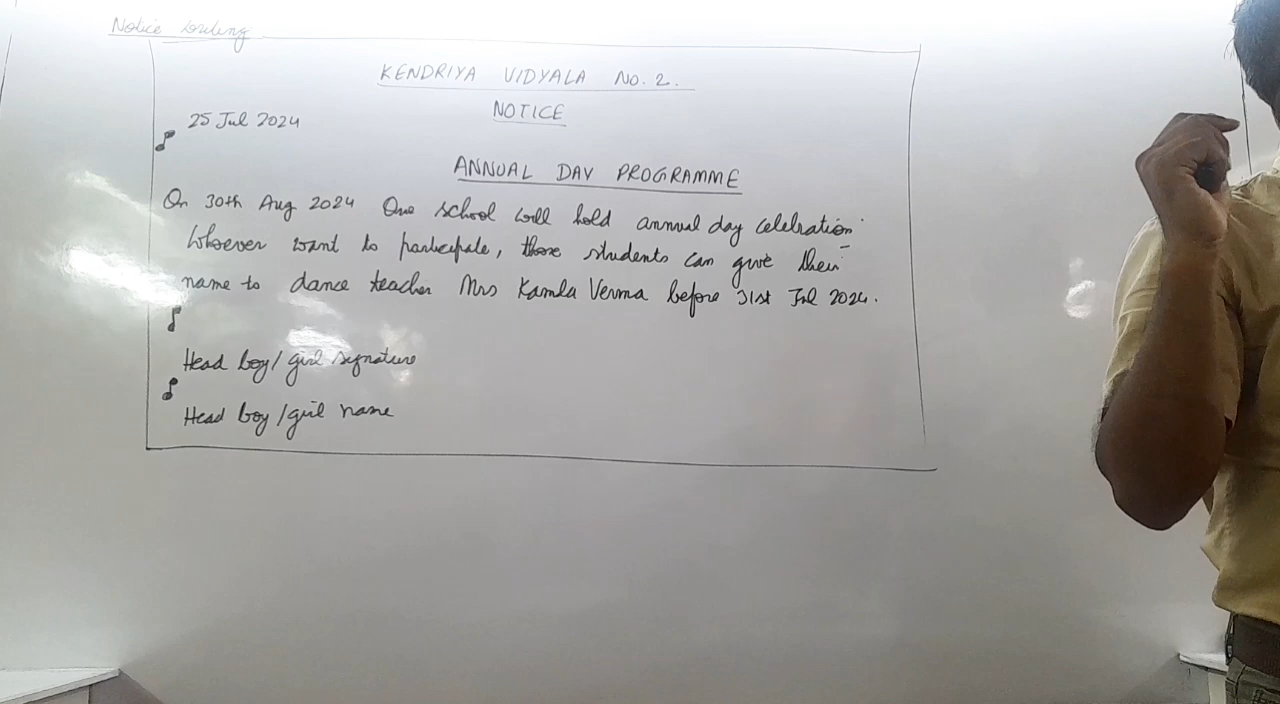 Notice writing
KENDRIYA VIDYALA No. 2.
NOTICE
25 Jul 2024
ANNUAL DAY PROGRAMME
On 30th Aug 2024 Our school will hold annual day celebration
Whoever want to participate, those students can give their
name to dance teacher Mrs Kamla Verma before 31st Jul 2024.
Head boy/ girl signature
Head boy /girl name